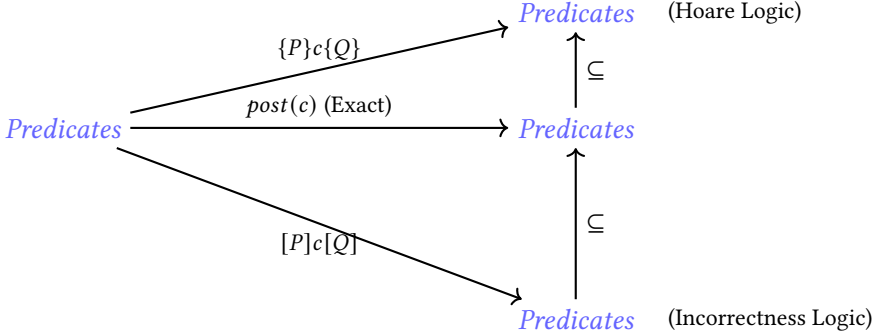 Predicates (Hoare Logic)
{P}c{Q}
⊆
post(c) (Exact)
Predicates Predicates
⊆
[P]c[Q]
Predicates (Incorrectness Logic)